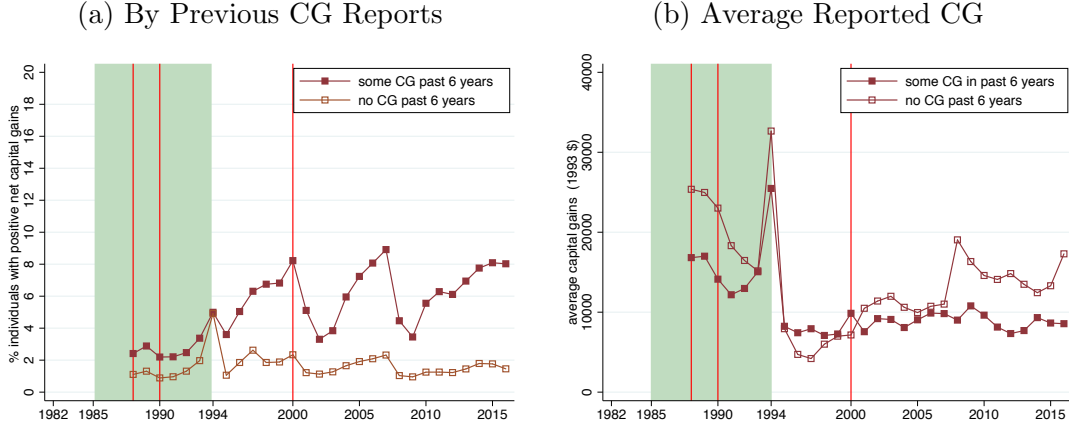 (a) By Previous CG Reports
% individuals with positive net capital gains
20
18
16
14
12
10
8
6
4
2
0
some CG past 6 years
no CG past 6 years
1982 1985 1990 1994 2000 2005 2010 2015
(b) Average Reported CG
average capital gains (1993 $)
40000
30000
20000
10000
0
some CG in past 6 years
no CG past 6 years
1982 1985 1990 1994 2000 2005 2010 2015